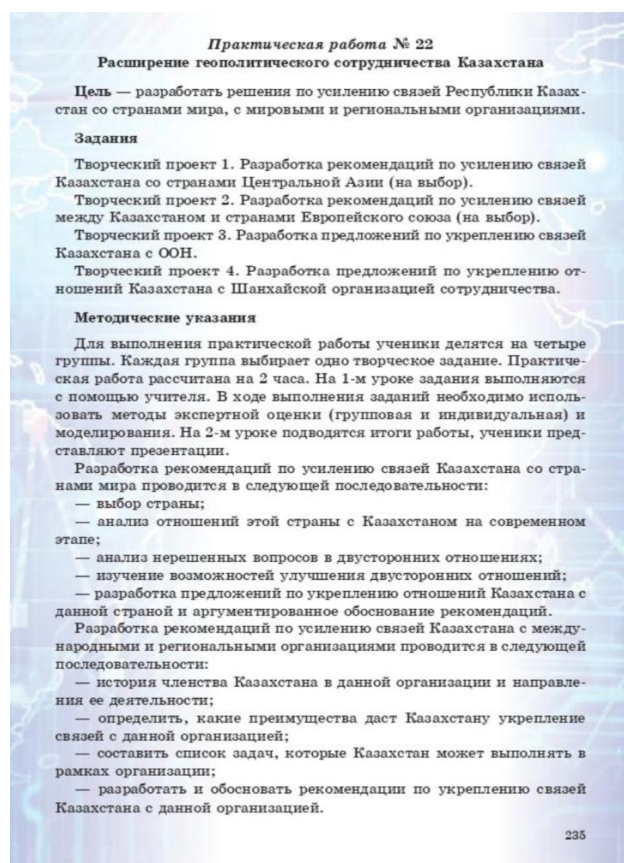 Практическая работа № 22
Расширение геополитического сотрудничества Казахстана
Цель — разработать решения по усилению связей Республики Казах-
стан со странами мира, с мировыми и региональными организациями.
Задания
Творческий проект 1. Разработка рекомендаций по усилению связей
Казахстана со странами Центральной Азии (на выбор).
Творческий проект 2. Разработка рекомендаций по усилению связей
между Казахстаном и странами Европейского союза (на выбор).
Творческий проект 3. Разработка предложений по укреплению связей
Казахстана с ООН.
Творческий проект 4. Разработка предложений по укреплению от-
ношений Казахстана с Шанхайской организацией сотрудничества.
Методические указания
Для выполнения практической работы ученики делятся на четыре
группы. Каждая группа выбирает одно творческое задание. Практиче-
ская работа рассчитана на 2 часа. На 1-м уроке задания выполняются
с помощью учителя. В ходе выполнения заданий необходимо исполь-
зовать методы экспертной оценки (групповая и индивидуальная) и
моделирования. На 2-м уроке подводятся итоги работы, ученики пред-
ставляют презентации.
Разработка рекомендаций по усилению связей Казахстана со стра-
нами мира проводится в следующей последовательности:
— выбор страны;
— анализ отношений этой страны с Казахстаном на современном
этапе;
— анализ нерешенных вопросов в двусторонних отношениях;
— изучение возможностей улучшения двусторонних отношений;
— разработка предложений по укреплению отношений Казахстана с
данной страной и аргументированное обоснование рекомендаций.
Разработка рекомендаций по усилению связей Казахстана с между-
народными и региональными организациями проводится в следующей
последовательности:
— история членства Казахстана в данной организации и направле-
ния ее деятельности;
— определить, какие преимущества даст Казахстану укрепление
связей с данной организацией;
— составить список задач, которые Казахстан может выполнять в
рамках организации;
— разработать и обосновать рекомендации по укреплению связей
Казахстана с данной организацией.
235